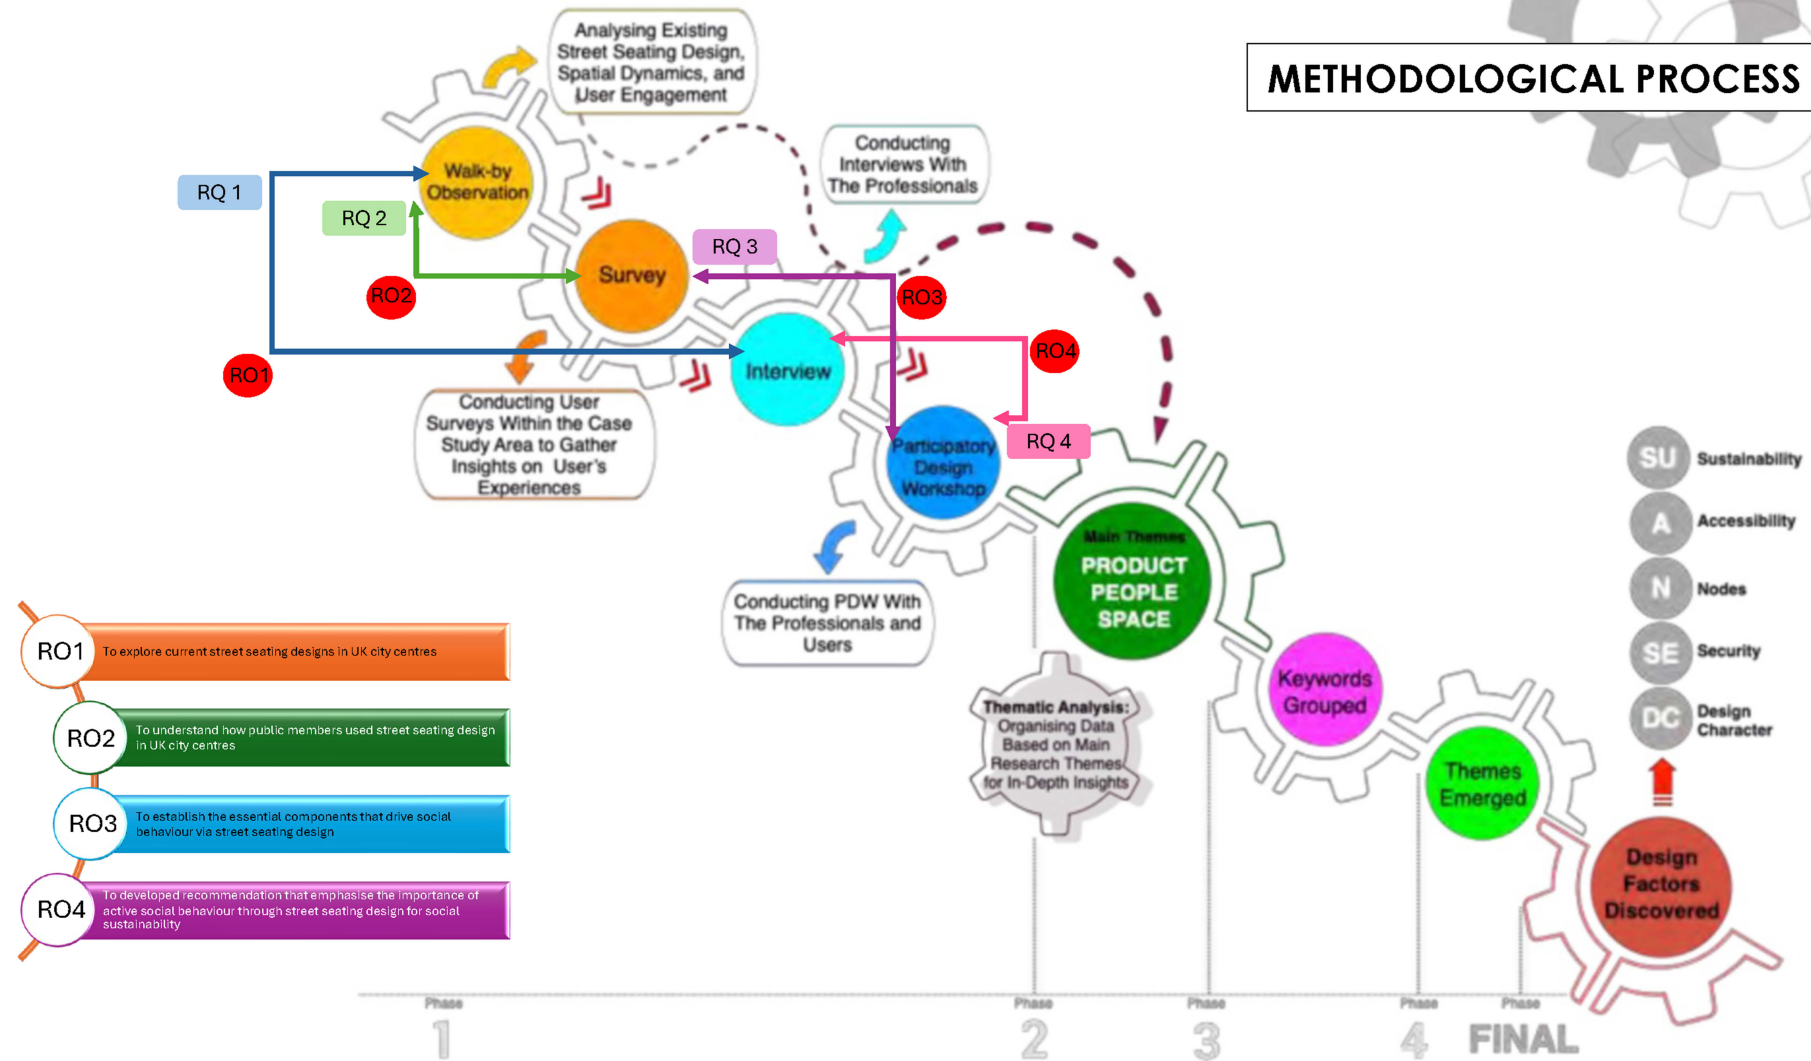 METHODOLOGICAL PROCESS
Analysing Existing
Street Seating Design,
Spatial Dynamics, and
User Engagement
Conducting
Interviews With
The Professionals
Walk-by
Observation
RQ 1
RQ 2
RQ 3
Survey
RO2
RO3
RO1
RO4
Interview
Conducting User
Surveys Within the Case
Study Area to Gather
Insights on User's
Experiences
RQ 4
Participatory
Design
Workshop
Main Themes
PRODUCT
PEOPLE
SPACE
Conducting PDW With
The Professionals and
Users
SU Sustainability
A Accessibility
N Nodes
SE Security
DC Design
Character
RO1 To explore current street seating designs in UK city centres
RO2 To understand how public members used street seating design
in UK city centres
RO3 To establish the essential components that drive social
behaviour via street seating design
RO4 To developed recommendation that emphasise the importance of
active social behaviour through street seating design for social
sustainability
Thematic Analysis:
Organising Data
Based on Main
Research Themes
for In-Depth Insights
Keywords
Grouped
Themes
Emerged
Design
Factors
Discovered
Phase
1
Phase
2
Phase
3
Phase
4
Phase
FINAL